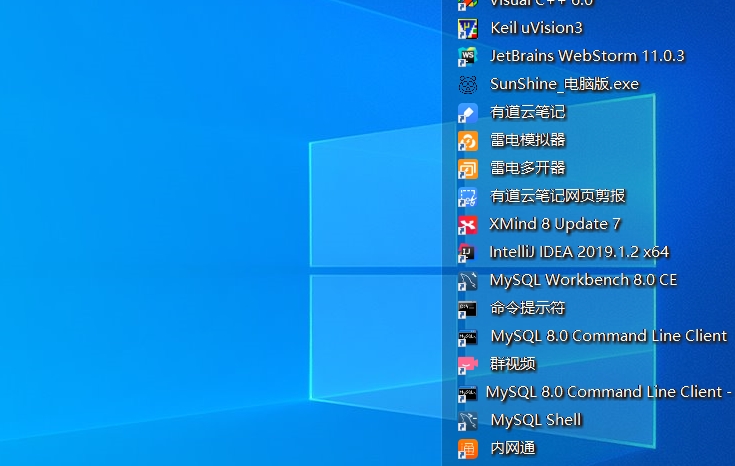 Visual C++ 6.0
Keil uVision3
JetBrains WebStorm 11.0.3
SunShine_电脑版.exe
有道云笔记
雷电模拟器
雷电多开器
有道云笔记网页剪报
XMind 8 Update 7
IntelliJ IDEA 2019.1.2 x64
MySQL Workbench 8.0 CE
命令提示符
MySQL 8.0 Command Line Client
群视频
MySQL 8.0 Command Line Client -
MySQL Shell
内网通